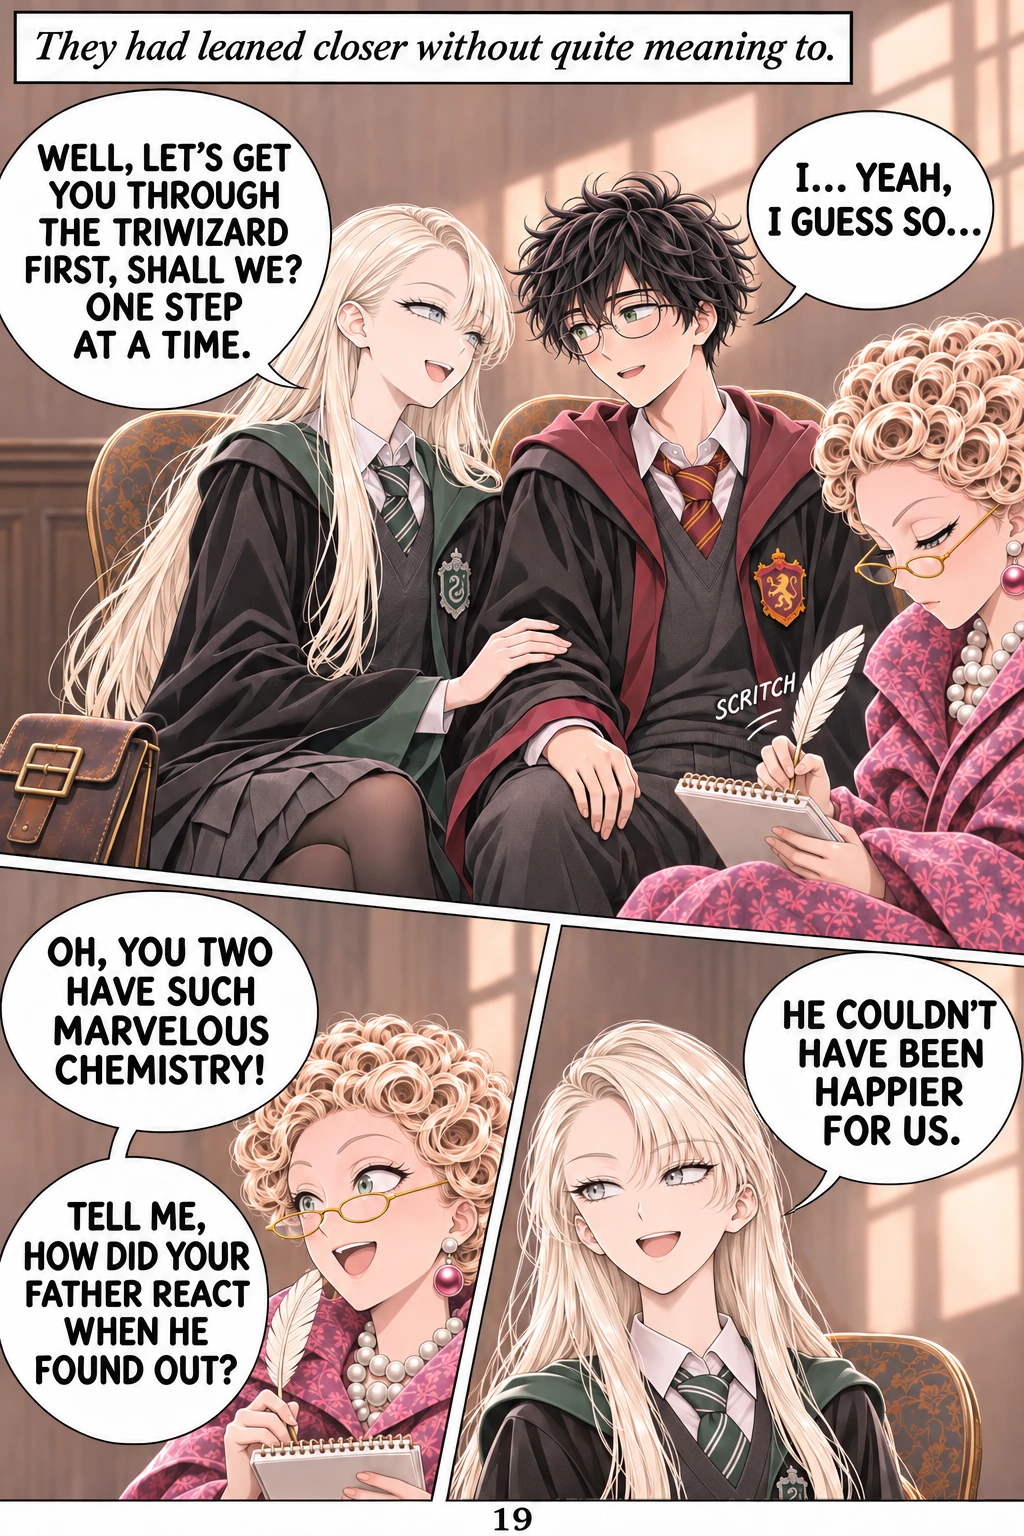 They had leaned closer without quite meaning to.
WELL, LET'S GET
YOU THROUGH
THE TRIWIZARD
FIRST, SHALL WE?
ONE STEP
AT A TIME.
I... YEAH,
I GUESS SO...
SCRITCH
OH, YOU TWO
HAVE SUCH
MARVELOUS
CHEMISTRY!
TELL ME,
HOW DID YOUR
FATHER REACT
WHEN HE
FOUND OUT?
HE COULDN'T
HAVE BEEN
HAPPIER
FOR US.
19